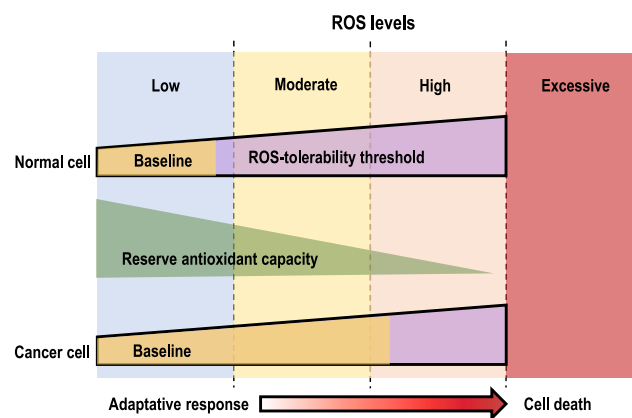 ROS levels
Low
Moderate
High
Excessive
Normal cell
Baseline
ROS-tolerability threshold
Reserve antioxidant capacity
Cancer cell
Baseline
Adaptative response
Cell death